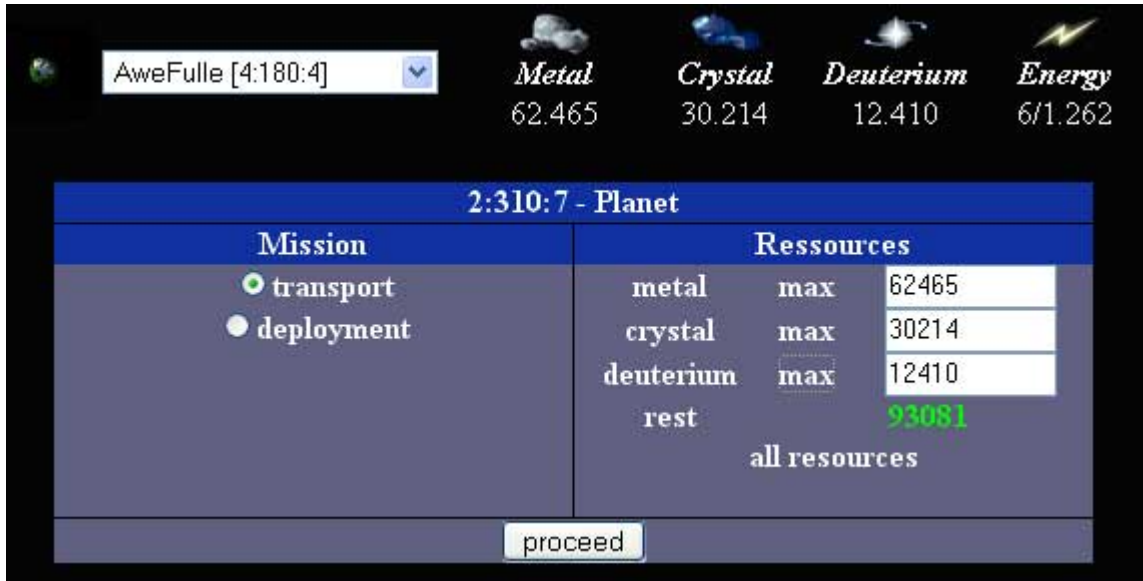 AweFulle [4:180:4]
Metal Crystal Deuterium Energy
62.465 30.214 12.410 6/1.262
2:310:7 - Planet
Mission Ressources
transport metal max 62465
deployment crystal max 30214
deuterium max 12410
rest 93081
all resources
proceed